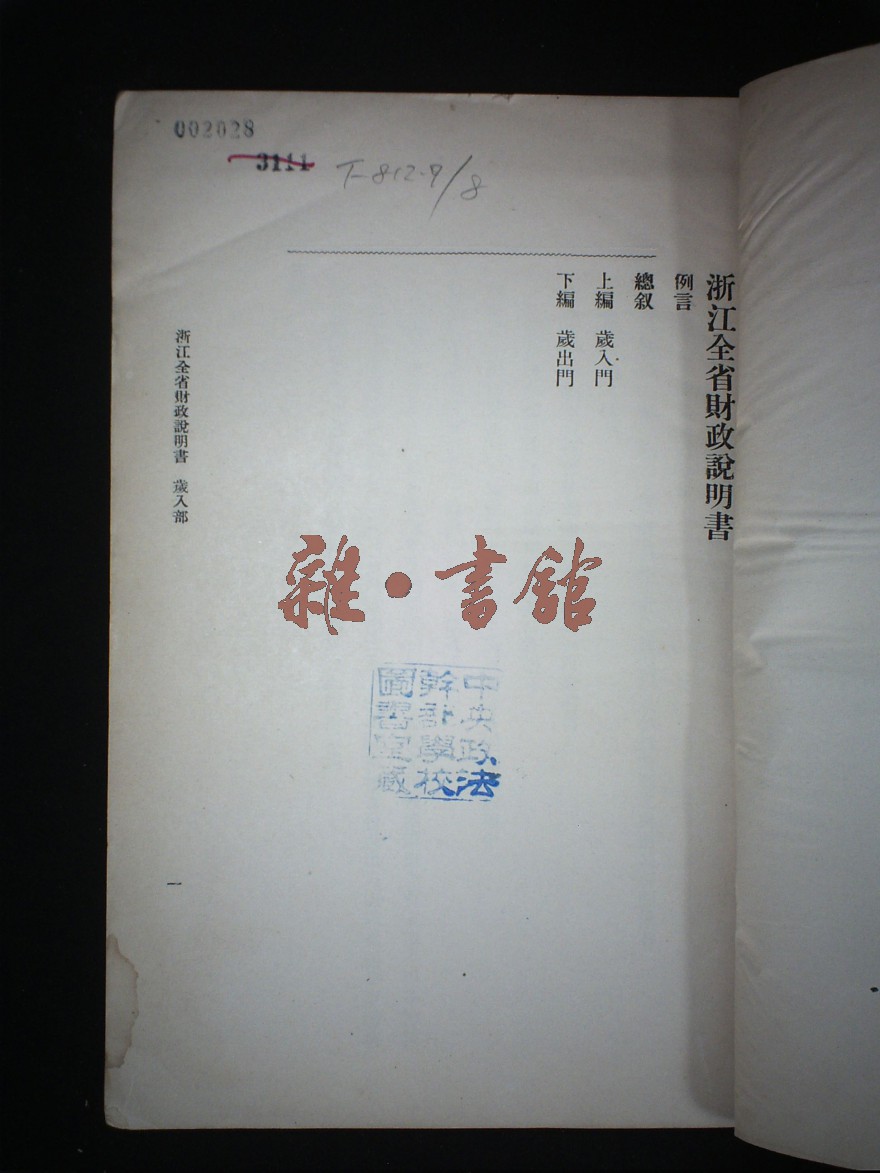 002028
3111
T-812.9/8
浙江全省財政說明書
例言
總叙
上編 歲入門
下編 歲出門
浙江全省財政說明書 歲入部
一
雜·書館
中央政法
幹部學校
圖書室藏